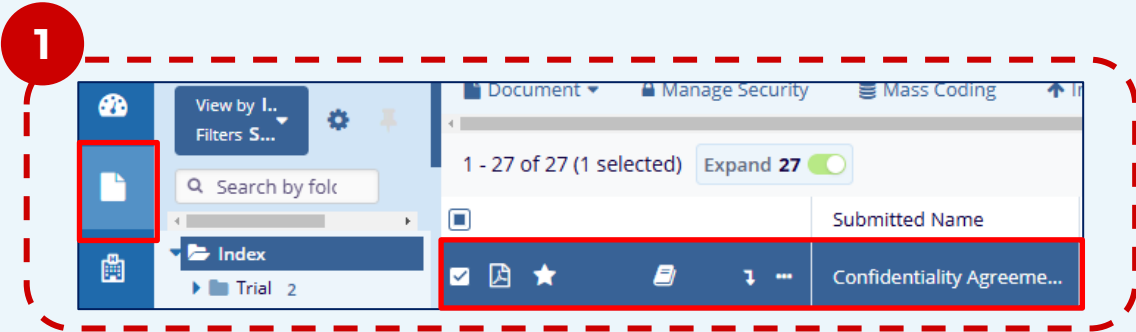 1
View by I..
Filters S...
Document
Manage Security
Mass Coding
1 - 27 of 27 (1 selected)
Expand 27
Search by folc
Submitted Name
Index
Confidentiality Agreeme...
Trial 2